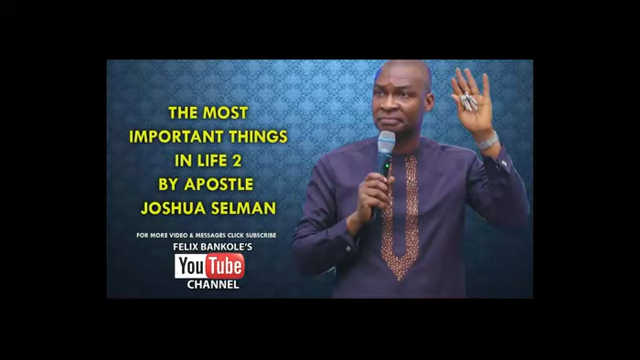 THE MOST
IMPORTANT THINGS
IN LIFE 2
BY APOSTLE
JOSHUA SELMAN
FOR MORE VIDEO & MESSAGES CLICK SUBSCRIBE
FELIX BANKOLE'S
YouTube
CHANNEL